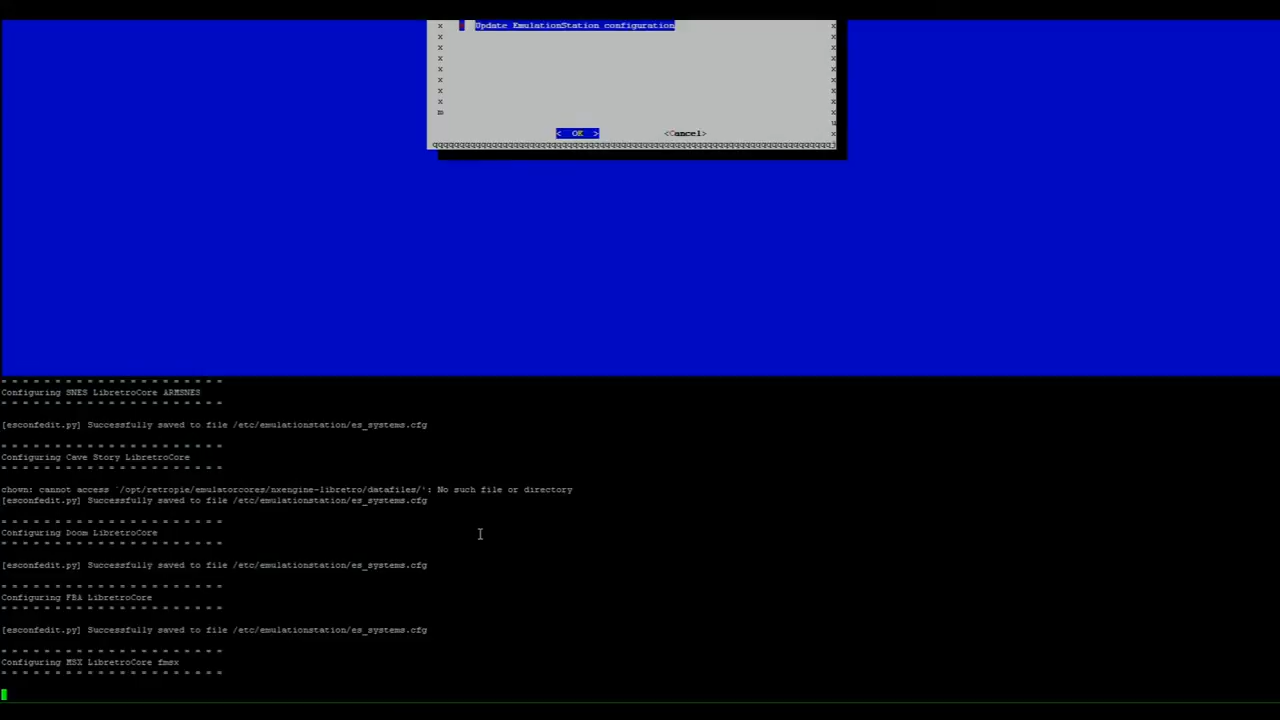 x Update EmulationStation configuration x
x x
x x
x x
x x
x x
x x
m x
u
< OK > <Cancel> x
qqqqqqqqqqqqqqqqqqqqqqqqqqqqqqqqqqqqqqqqqqqqqqqqqqqqqqqqqqqqqqqqqqqqqqqqqqj
= = = = = = = = = = = = = = = = = = = = =
Configuring SNES LibretroCore ARMSNES
= = = = = = = = = = = = = = = = = = = = =
[esconfedit.py] Successfully saved to file /etc/emulationstation/es_systems.cfg
= = = = = = = = = = = = = = = = = = = = =
Configuring Cave Story LibretroCore
= = = = = = = = = = = = = = = = = = = = =
chown: cannot access `/opt/retropie/emulatorcores/nxengine-libretro/datafiles/': No such file or directory
[esconfedit.py] Successfully saved to file /etc/emulationstation/es_systems.cfg
= = = = = = = = = = = = = = = = = = = = =
Configuring Doom LibretroCore
= = = = = = = = = = = = = = = = = = = = =
[esconfedit.py] Successfully saved to file /etc/emulationstation/es_systems.cfg
= = = = = = = = = = = = = = = = = = = = =
Configuring FBA LibretroCore
= = = = = = = = = = = = = = = = = = = = =
[esconfedit.py] Successfully saved to file /etc/emulationstation/es_systems.cfg
= = = = = = = = = = = = = = = = = = = = =
Configuring MSX LibretroCore fmsx
= = = = = = = = = = = = = = = = = = = = =